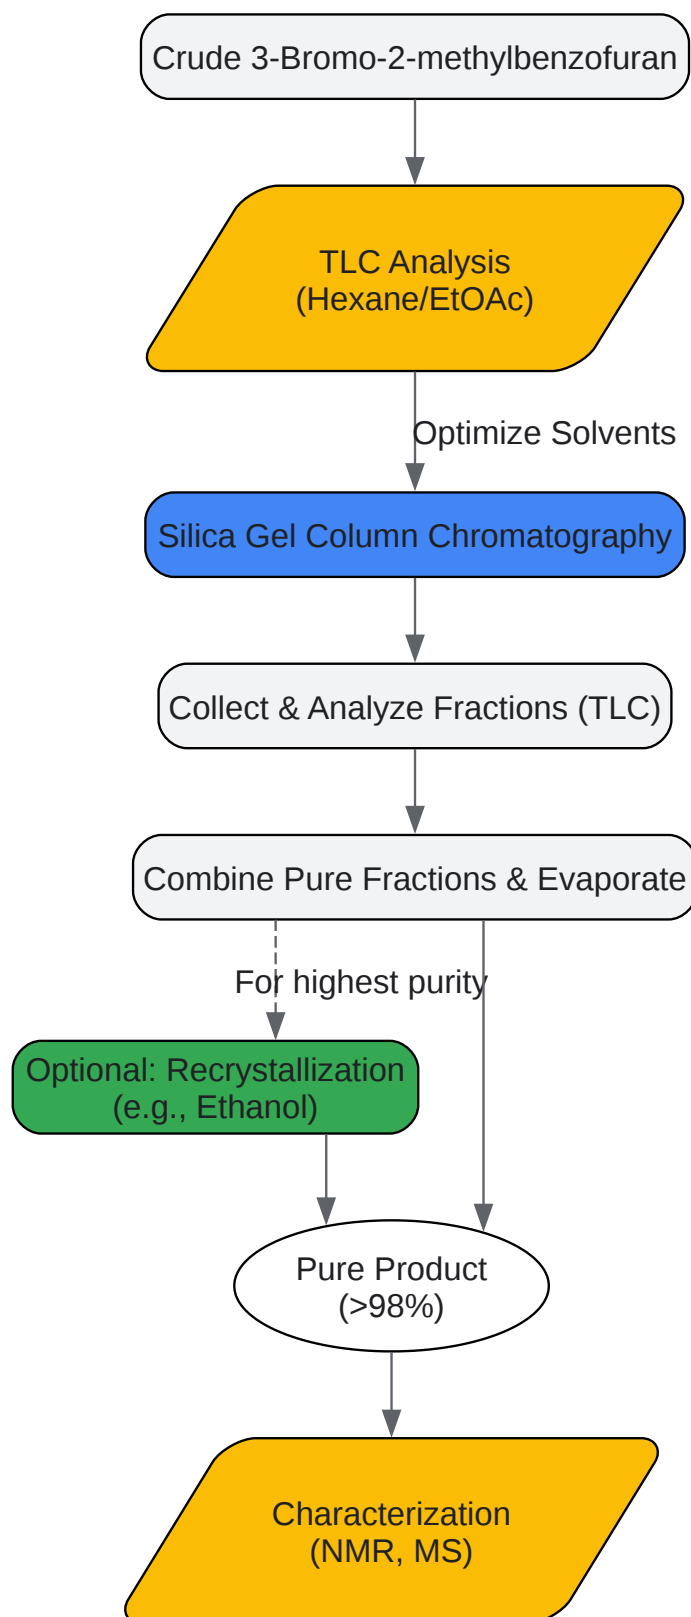 Crude 3-Bromo-2-methylbenzofuran
TLC Analysis
(Hexane/EtOAc)
Optimize Solvents
Silica Gel Column Chromatography
Collect & Analyze Fractions (TLC)
Combine Pure Fractions & Evaporate
For highest purity
Optional: Recrystallization
(e.g., Ethanol)
Pure Product
(>98%)
Characterization
(NMR, MS)